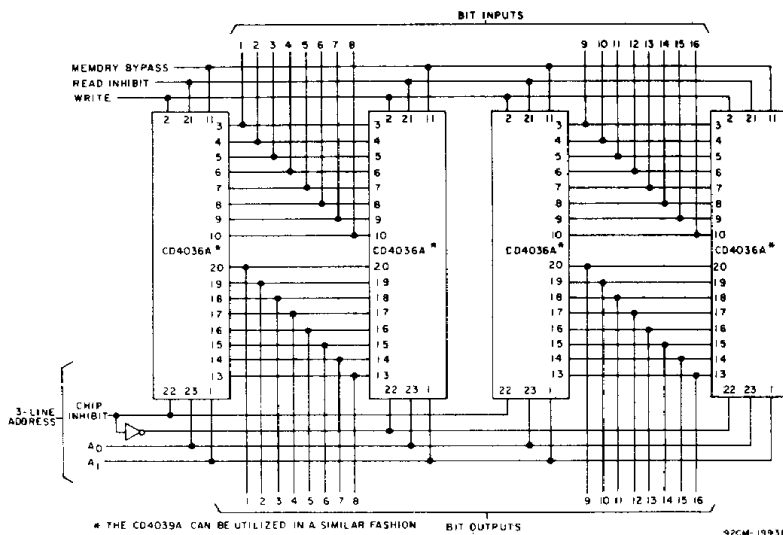 BIT INPUTS
1 2 3 4 5 6 7 8 9 10 11 12 13 14 15 16
MEMORY BYPASS
READ INHIBIT
WRITE
2 21 11 2 21 11 2 21 11 2 21 11
3 3 3 3
4 4 4 4
5 5 5 5
6 6 6 6
7 7 7 7
8 8 8 8
9 9 9 9
10 10 10 10
CD4036A* CD4036A* CD4036A* CD4036A*
20 20 20 20
19 19 19 19
18 18 18 18
17 17 17 17
16 16 16 16
15 15 15 15
14 14 14 14
13 13 13 13
22 23 1 22 23 1 22 23 1 22 23 1
3-LINE ADDRESS
CHIP INHIBIT
A0
A1
1 2 3 4 5 6 7 8 9 10 11 12 13 14 15 16
* THE CD4039A CAN BE UTILIZED IN A SIMILAR FASHION
BIT OUTPUTS